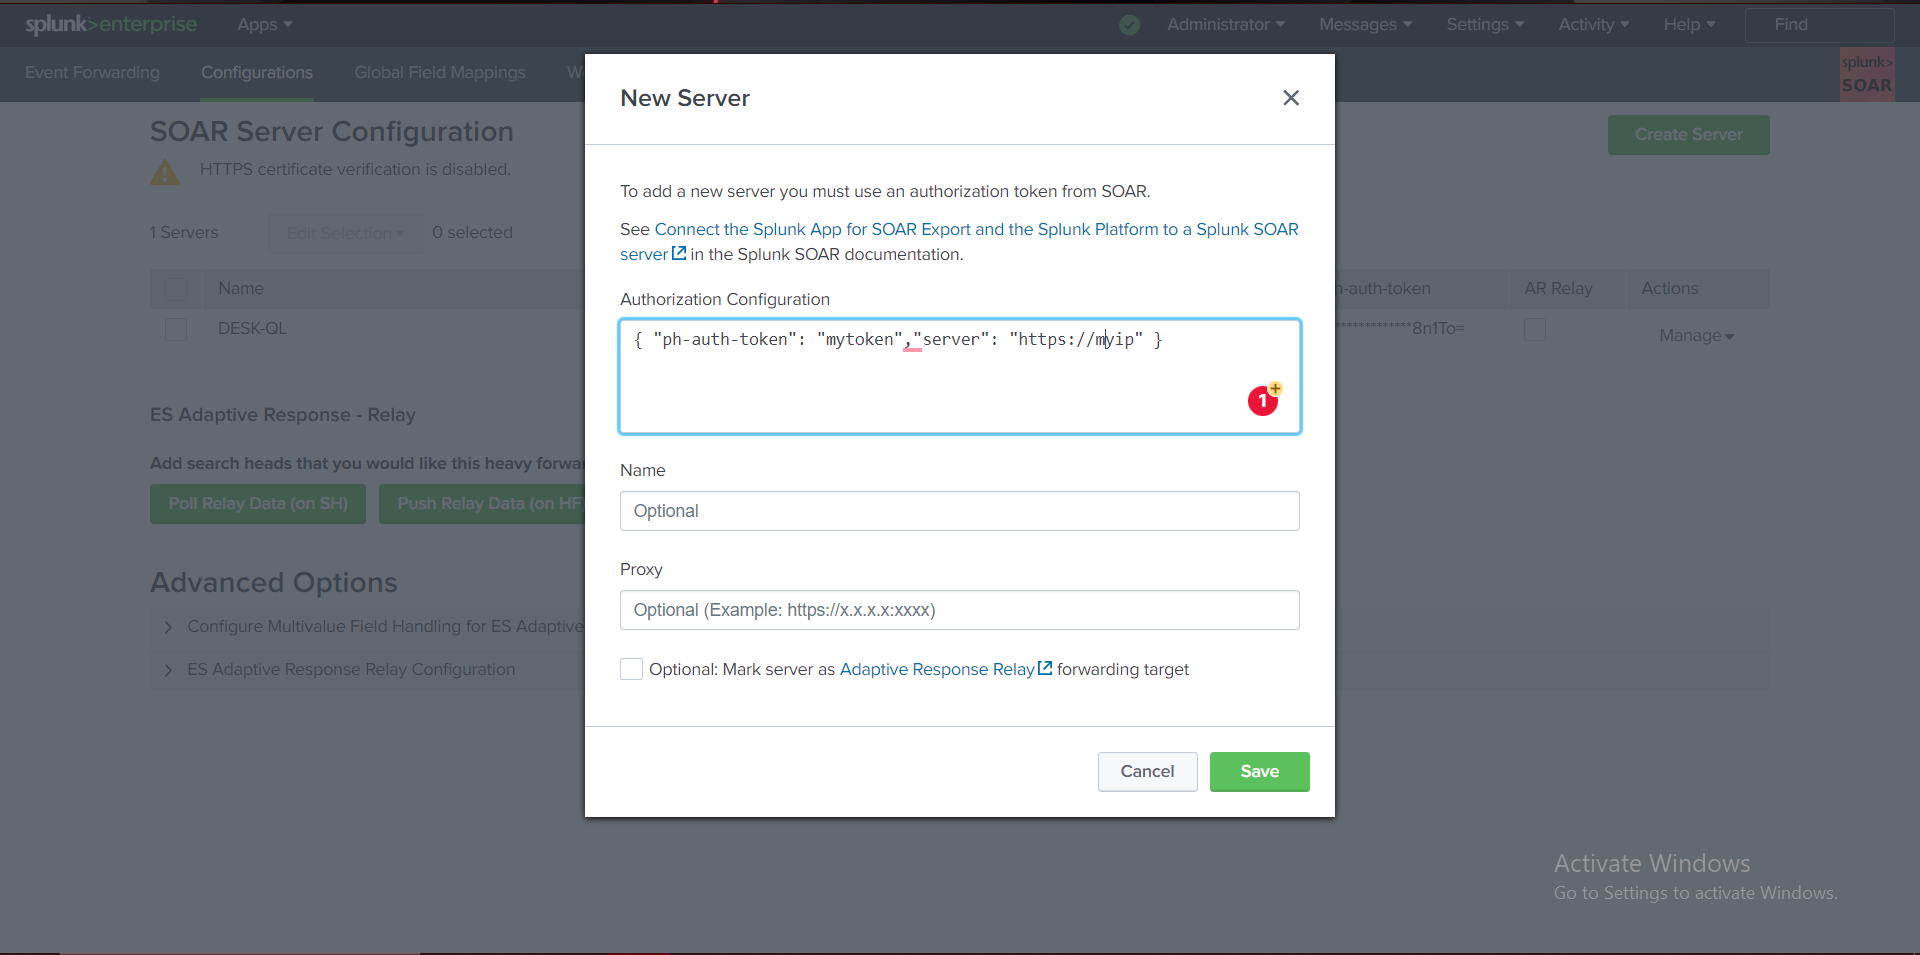 splunk>enterprise Apps Administrator Messages Settings Activity Help Find
Event Forwarding Configurations Global Field Mappings
splunk>
SOAR
SOAR Server Configuration
Create Server
HTTPS certificate verification is disabled.
1 Servers Edit Selection 0 selected
Name
AR Relay Actions
DESK-QL
*************8n1To=
Manage
ES Adaptive Response - Relay
Add search heads that you would like this heavy
Poll Relay Data (on SH) Push Relay Data (on HF
Advanced Options
Configure Multivalue Field Handling for ES Adaptive
ES Adaptive Response Relay Configuration
New Server
To add a new server you must use an authorization token from SOAR.
See Connect the Splunk App for SOAR Export and the Splunk Platform to a Splunk SOAR
server in the Splunk SOAR documentation.
Authorization Configuration
{ "ph-auth-token": "mytoken","server": "https://myip" }
1
+
Name
Optional
Proxy
Optional (Example: https://x.x.x.x:xxxx)
Optional: Mark server as Adaptive Response Relay forwarding target
Cancel Save
Activate Windows
Go to Settings to activate Windows.